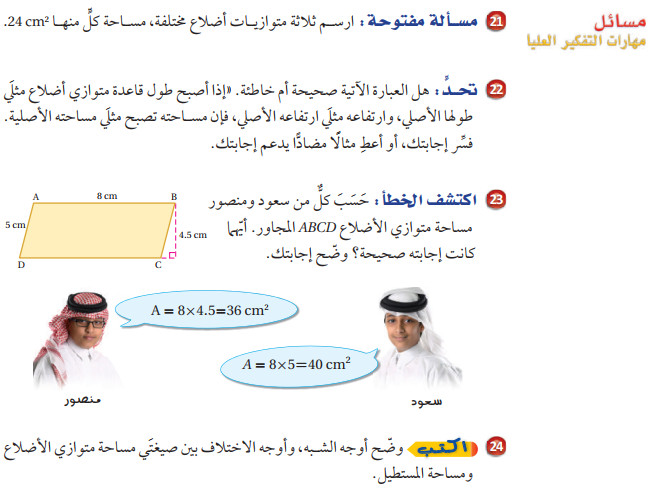 مسائل
مهارات التفكير العليا
21 مسألة مفتوحة: ارسم ثلاثة متوازيات أضلاع مختلفة، مساحة كلٍّ منها 24 cm².
22 تحدٍّ: هل العبارة الآتية صحيحة أم خاطئة. «إذا أصبح طول قاعدة متوازي أضلاع مثلَي
طولها الأصلي، وارتفاعه مثلَي ارتفاعه الأصلي، فإن مساحته تصبح مثلَي مساحته الأصلية.
فسِّر إجابتك، أو أعطِ مثالًا مضادًّا يدعم إجابتك.
23 اكتشف الخطأ: حَسَبَ كلٌّ من سعود ومنصور
مساحة متوازي الأضلاع ABCD المجاور. أيّهما
كانت إجابته صحيحة؟ وضّح إجابتك.
A 8 cm B
5 cm 4.5 cm
D C
A = 8×4.5=36 cm²
A = 8×5=40 cm²
سعود
منصور
24 اكتب وضّح أوجه الشبه، وأوجه الاختلاف بين صيغتَي مساحة متوازي الأضلاع
ومساحة المستطيل.